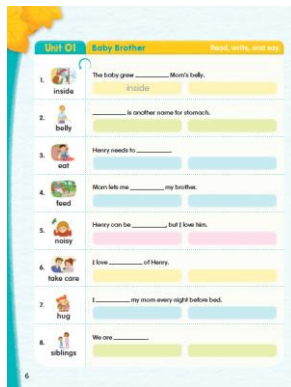 Unit 01 Baby Brother Read, write, and say.
1. The baby grew ________ Mom's belly.
inside inside
2. ________ is another name for stomach.
belly
3. Henry needs to ________.
eat
4. Mom lets me ________ my brother.
feed
5. Henry can be ________, but I love him.
noisy
6. I love ________ of Henry.
take care
7. I ________ my mom every night before bed.
hug
8. We are ________.
siblings
6